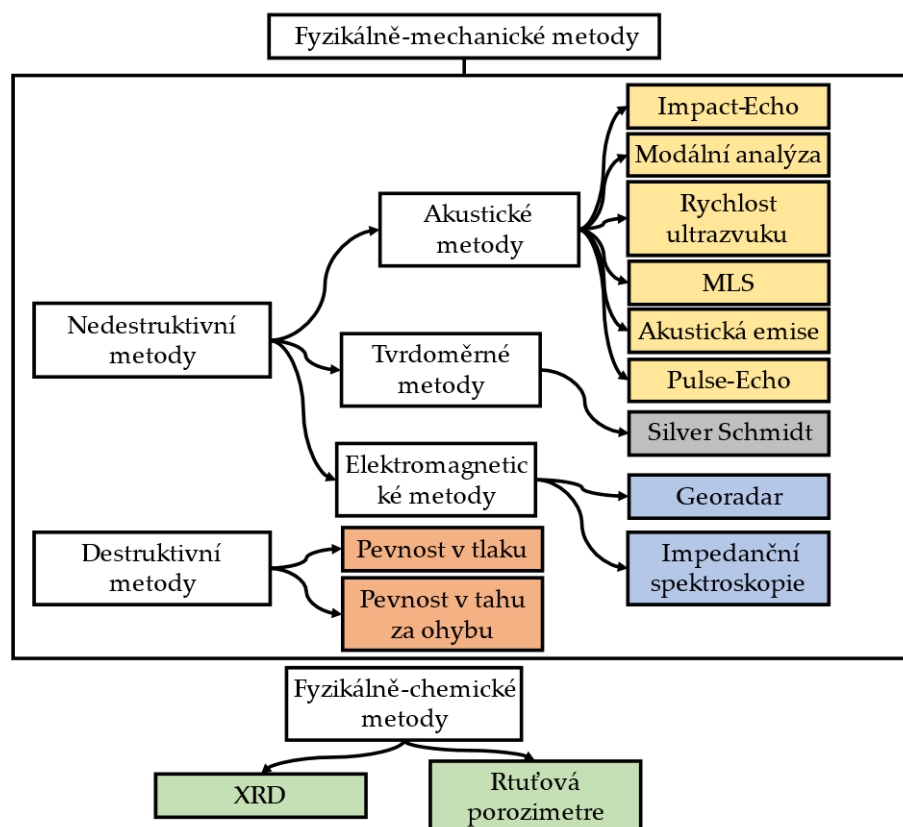 Fyzikálně-mechanické metody
Impact-Echo
Modální analýza
Rychlost
ultrazvuku
MLS
Akustická emise
Pulse-Echo
Akustické
metody
Nedestruktivní
metody
Tvrdoměrné
metody
Silver Schmidt
Elektromagnetic
ké metody
Georadar
Impedanční
spektroskopie
Destruktivní
metody
Pevnost v tlaku
Pevnost v tahu
za ohybu
Fyzikálně-chemické
metody
XRD
Rtuťová
porozimetre